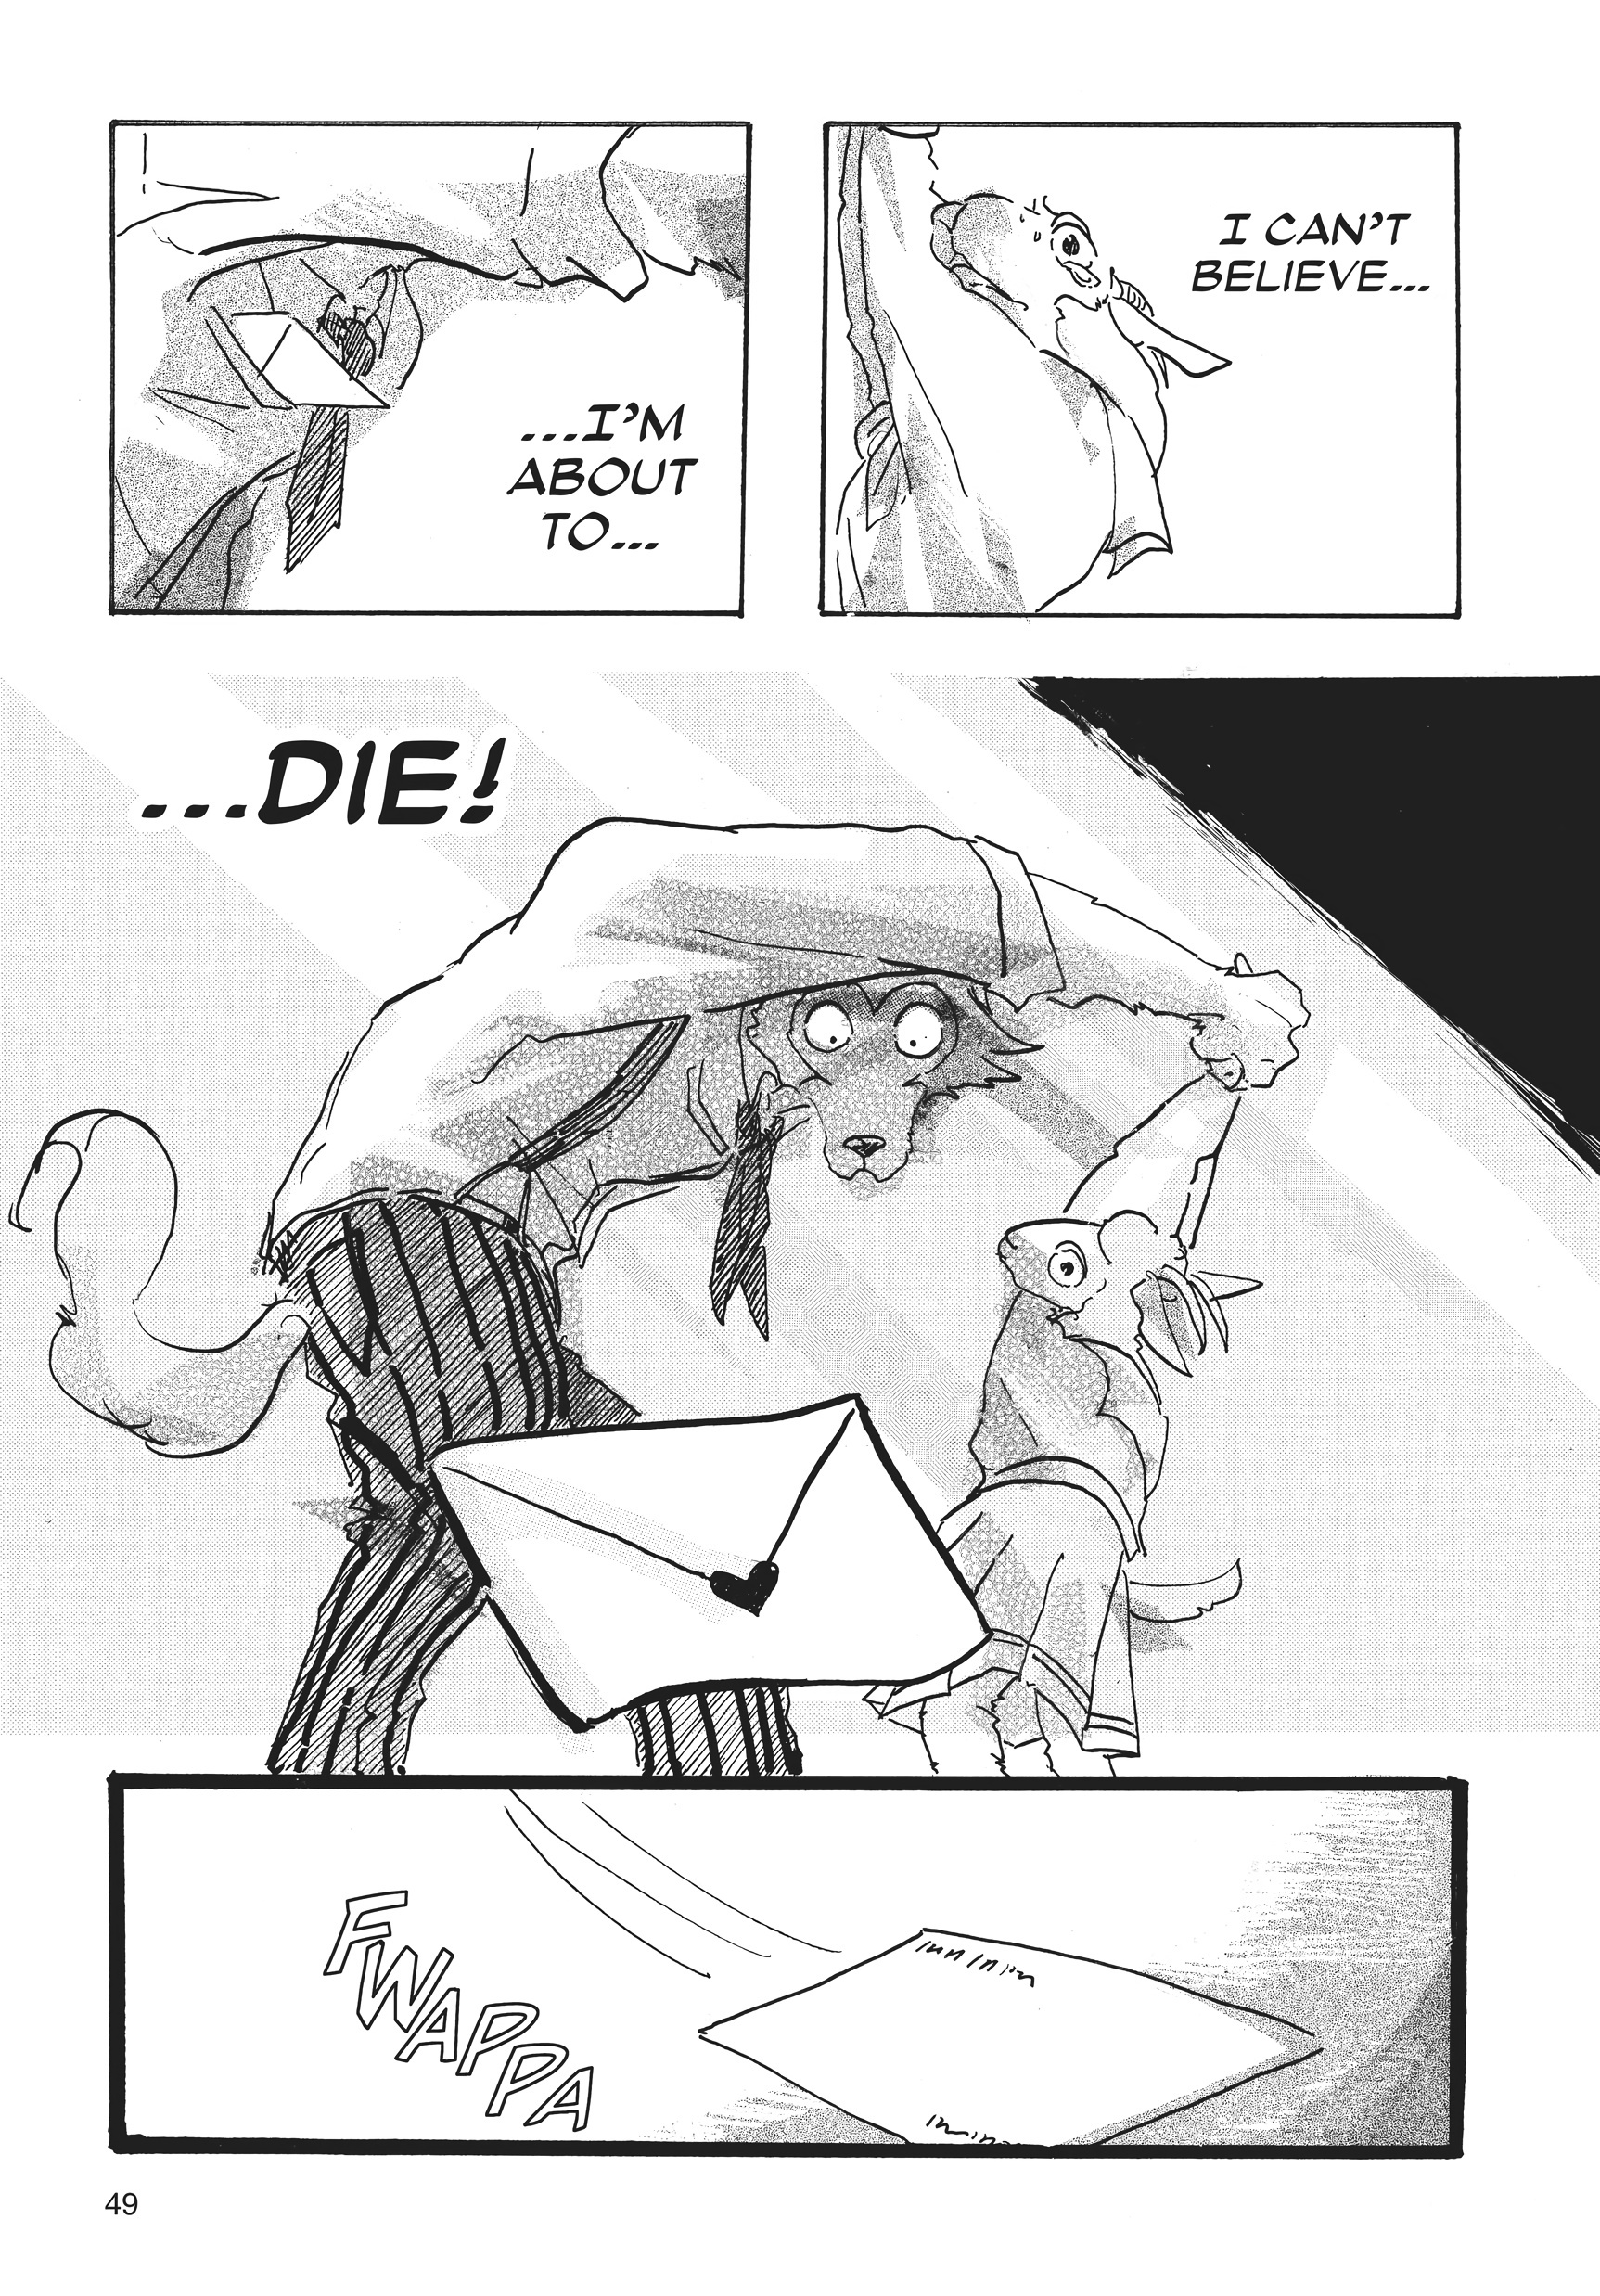 I CAN'T
BELIEVE...
...I'M
ABOUT
TO...
...DIE!
FWAPPA
49